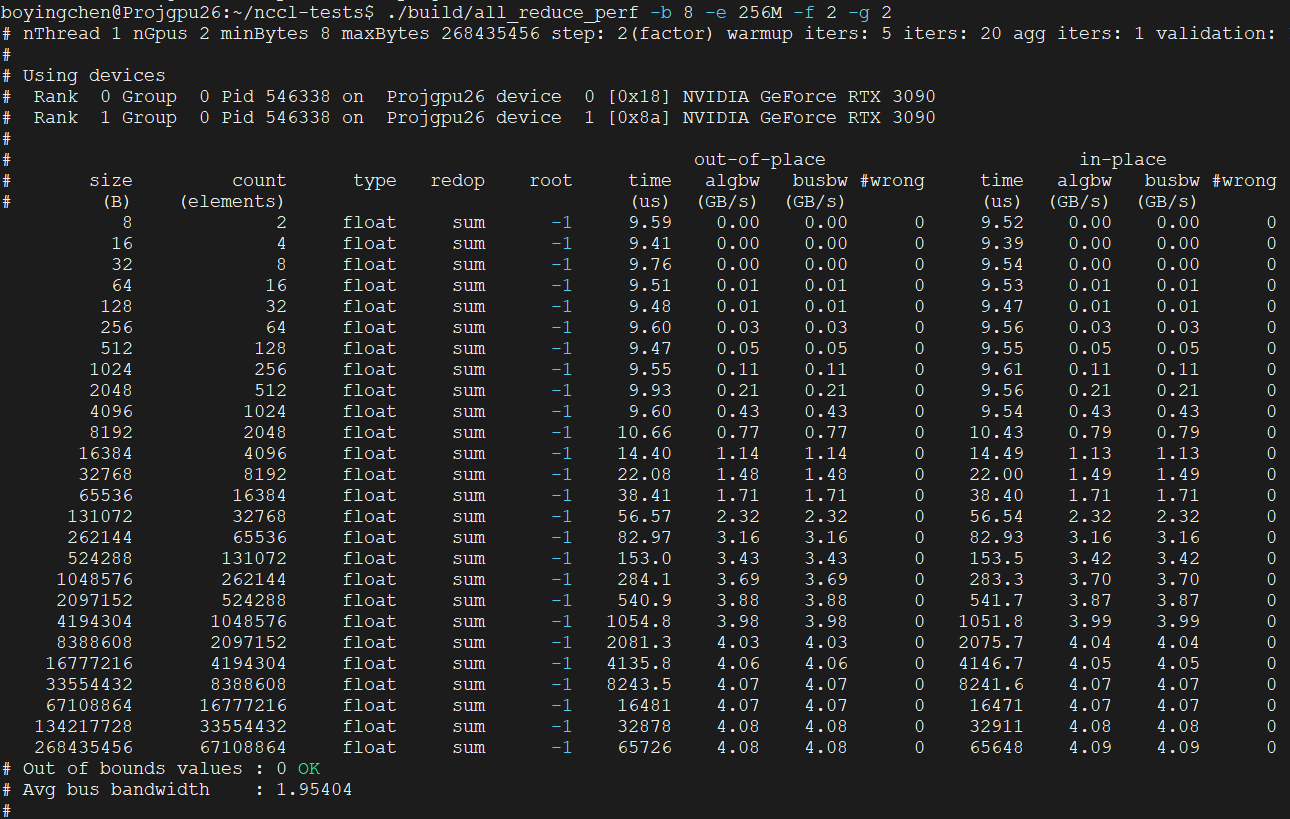 boyingchen@Projgpu26:~/nccl-tests$ ./build/all_reduce_perf -b 8 -e 256M -f 2 -g 2
# nThread 1 nGpus 2 minBytes 8 maxBytes 268435456 step: 2(factor) warmup iters: 5 iters: 20 agg iters: 1 validation:
#
# Using devices
#  Rank  0 Group  0 Pid 546338 on  Projgpu26 device  0 [0x18] NVIDIA GeForce RTX 3090
#  Rank  1 Group  0 Pid 546338 on  Projgpu26 device  1 [0x8a] NVIDIA GeForce RTX 3090
#
# out-of-place in-place
# size count type redop root time algbw busbw #wrong time algbw busbw #wrong
# (B) (elements) (us) (GB/s) (GB/s) (us) (GB/s) (GB/s)
8 2 float sum -1 9.59 0.00 0.00 0 9.52 0.00 0.00 0
16 4 float sum -1 9.41 0.00 0.00 0 9.39 0.00 0.00 0
32 8 float sum -1 9.76 0.00 0.00 0 9.54 0.00 0.00 0
64 16 float sum -1 9.51 0.01 0.01 0 9.53 0.01 0.01 0
128 32 float sum -1 9.48 0.01 0.01 0 9.47 0.01 0.01 0
256 64 float sum -1 9.60 0.03 0.03 0 9.56 0.03 0.03 0
512 128 float sum -1 9.47 0.05 0.05 0 9.55 0.05 0.05 0
1024 256 float sum -1 9.55 0.11 0.11 0 9.61 0.11 0.11 0
2048 512 float sum -1 9.93 0.21 0.21 0 9.56 0.21 0.21 0
4096 1024 float sum -1 9.60 0.43 0.43 0 9.54 0.43 0.43 0
8192 2048 float sum -1 10.66 0.77 0.77 0 10.43 0.79 0.79 0
16384 4096 float sum -1 14.40 1.14 1.14 0 14.49 1.13 1.13 0
32768 8192 float sum -1 22.08 1.48 1.48 0 22.00 1.49 1.49 0
65536 16384 float sum -1 38.41 1.71 1.71 0 38.40 1.71 1.71 0
131072 32768 float sum -1 56.57 2.32 2.32 0 56.54 2.32 2.32 0
262144 65536 float sum -1 82.97 3.16 3.16 0 82.93 3.16 3.16 0
524288 131072 float sum -1 153.0 3.43 3.43 0 153.5 3.42 3.42 0
1048576 262144 float sum -1 284.1 3.69 3.69 0 283.3 3.70 3.70 0
2097152 524288 float sum -1 540.9 3.88 3.88 0 541.7 3.87 3.87 0
4194304 1048576 float sum -1 1054.8 3.98 3.98 0 1051.8 3.99 3.99 0
8388608 2097152 float sum -1 2081.3 4.03 4.03 0 2075.7 4.04 4.04 0
16777216 4194304 float sum -1 4135.8 4.06 4.06 0 4146.7 4.05 4.05 0
33554432 8388608 float sum -1 8243.5 4.07 4.07 0 8241.6 4.07 4.07 0
67108864 16777216 float sum -1 16481 4.07 4.07 0 16471 4.07 4.07 0
134217728 33554432 float sum -1 32878 4.08 4.08 0 32911 4.08 4.08 0
268435456 67108864 float sum -1 65726 4.08 4.08 0 65648 4.09 4.09 0
# Out of bounds values : 0 OK
# Avg bus bandwidth    : 1.95404
#